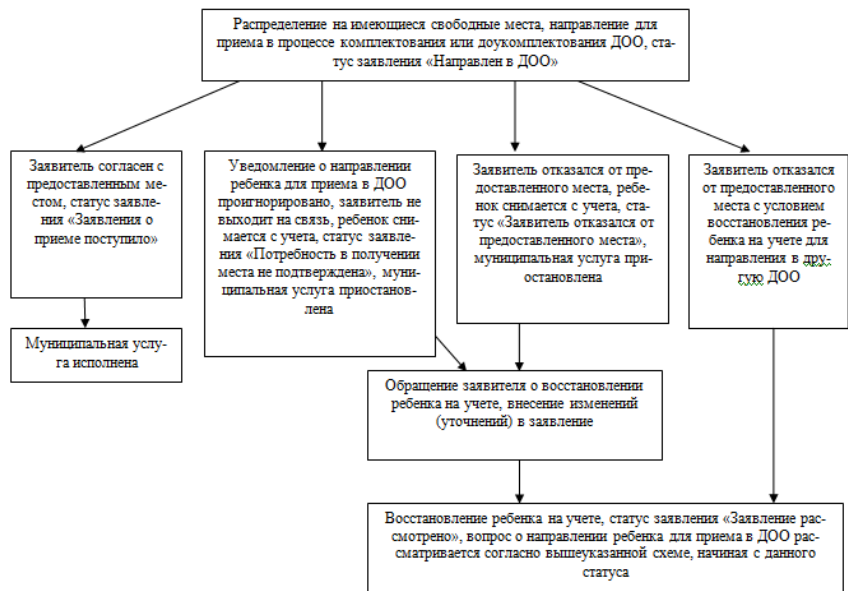 Распределение на имеющиеся свободные места, направление для
приема в процессе комплектования или доукомплектования ДОО, ста-
тус заявления «Направлен в ДОО»
Заявитель согласен с
предоставленным ме-
стом, статус заявле-
ния «Заявления о
приеме поступило»
Уведомление о направлении
ребенка для приема в ДОО
проигнорировано, заявитель не
выходит на связь, ребенок сни-
мается с учета, статус заявле-
ния «Потребность в получении
места не подтверждена», муни-
ципальная услуга приостанов-
лена
Заявитель отказался от пре-
доставленного места, ребе-
нок снимается с учета, ста-
тус «Заявитель отказался от
предоставленного места»,
муниципальная услуга при-
остановлена
Заявитель отказался
от предоставленного
места с условием
восстановления ре-
бенка на учете для
направления в дру-
гую ДОО
Муниципальная услу-
га исполнена
Обращение заявителя о восстановлении
ребенка на учете, внесение изменений
(уточнений) в заявление
Восстановление ребенка на учете, статус заявления «Заявление рас-
смотрено», вопрос о направлении ребенка для приема в ДОО рас-
сматривается согласно вышеуказанной схеме, начиная с данного
статуса